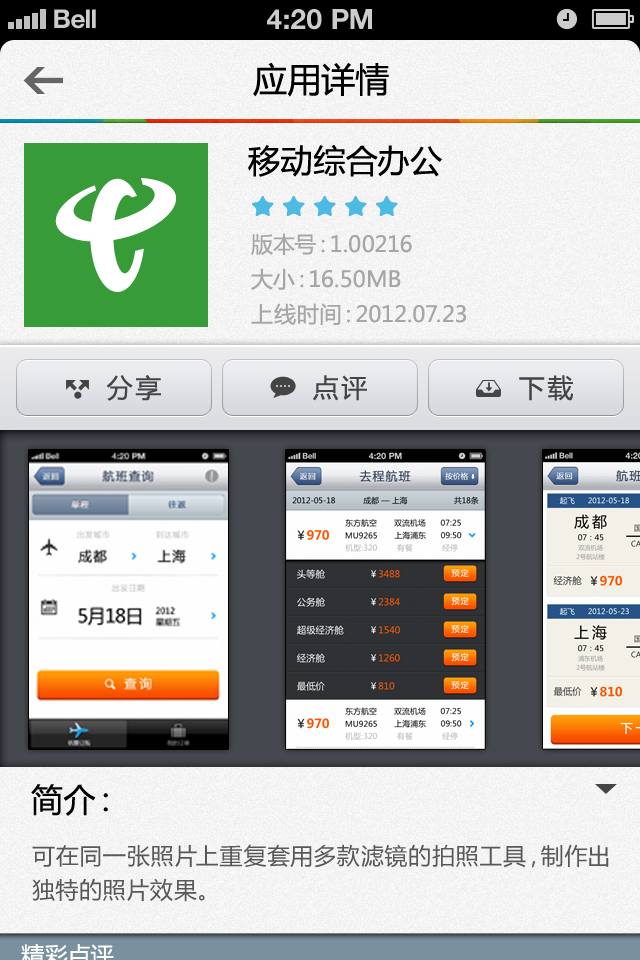 Bell 4:20 PM
应用详情
移动综合办公
版本号:1.00216
大小:16.50MB
上线时间:2012.07.23
分享 点评 下载
Bell 4:20 PM
返回 航班查询
单程 往返
出发城市 到达城市
成都 上海
出发日期
5月18日 2012 星期五
查询
Bell 4:20 PM
返回 去程航班 按价格
2012-05-18 成都 — 上海 共18条
¥970 东方航空 双流机场 07:25
MU9265 上海浦东 09:50
机型:320 有餐 经停
头等舱 ¥3488 预定
公务舱 ¥2384 预定
超级经济舱 ¥1540 预定
经济舱 ¥1260 预定
最低价 ¥810 预定
¥970 东方航空 双流机场 07:25
MU9265 上海浦东 09:50
机型:320 有餐 经停
Bell 4:20
返回 航班
起飞 2012-05-18
成都
07:45
双流机场
2号航站楼
CA
经济舱 ¥970
起飞 2012-05-23
上海
07:45
浦东机场
2号航站楼
CA
最低价 ¥810
下一
简介:
可在同一张照片上重复套用多款滤镜的拍照工具,制作出
独特的照片效果。
精彩点评